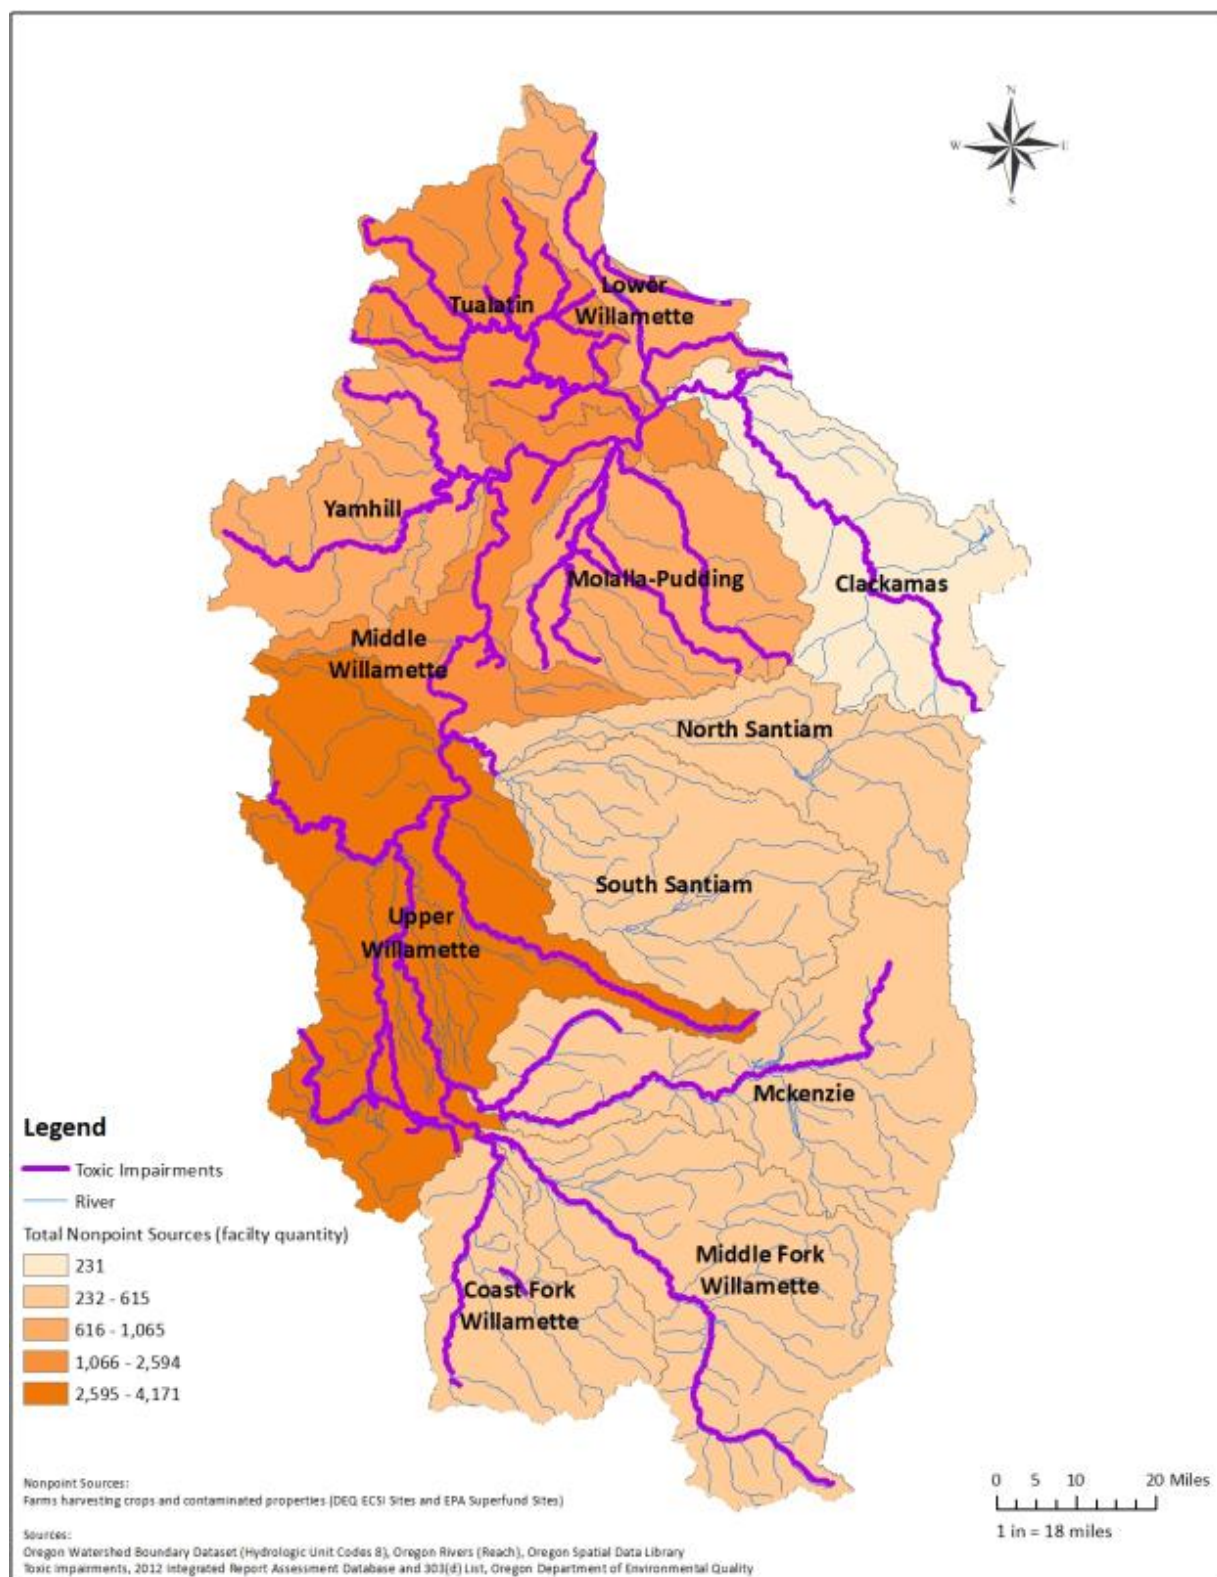 N
W E
S
Lower
Willamette
Tualatin
Yamhill
Molalla-Pudding
Clackamas
Middle
Willamette
North Santiam
South Santiam
Upper
Willamette
Mckenzie
Middle Fork
Willamette
Coast Fork
Willamette
Legend
Toxic Impairments
River
Total Nonpoint Sources (facilty quantity)
231
232 - 615
616 - 1,065
1,066 - 2,594
2,595 - 4,171
Nonpoint Sources:
Farms harvesting crops and contaminated properties (DEQ ECSI Sites and EPA Superfund Sites)
Sources:
Oregon Watershed Boundary Dataset (Hydrologic Unit Codes 8), Oregon Rivers (Reach), Oregon Spatial Data Library
Toxic Impairments, 2012 Integrated Report Assessment Database and 303(d) List, Oregon Department of Environmental Quality
0 5 10 20 Miles
1 in = 18 miles